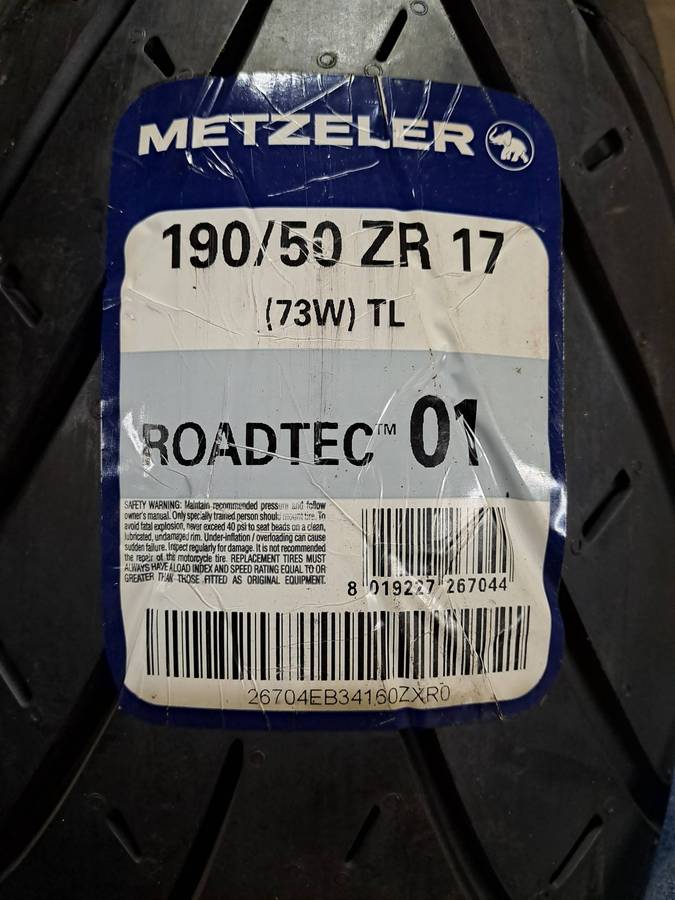 METZELER
190/50 ZR 17
(73W) TL
ROADTEC™ 01
SAFETY WARNING: Maintain recommended pressure and follow
owner's manual. Only specially trained person should mount tire. To
avoid fatal explosion, never exceed 40 psi to seat beads on a clean,
lubricated, undamaged rim. Under-inflation / overloading can cause
sudden failure. Inspect regularly for damage. It is not recommended
the repair of the motorcycle tire. REPLACEMENT TIRES MUST
ALWAYS HAVE A LOAD INDEX AND SPEED RATING EQUAL TO OR
GREATER THAN THOSE FITTED AS ORIGINAL EQUIPMENT.
8 019227 267044
26704EB34160ZXR0